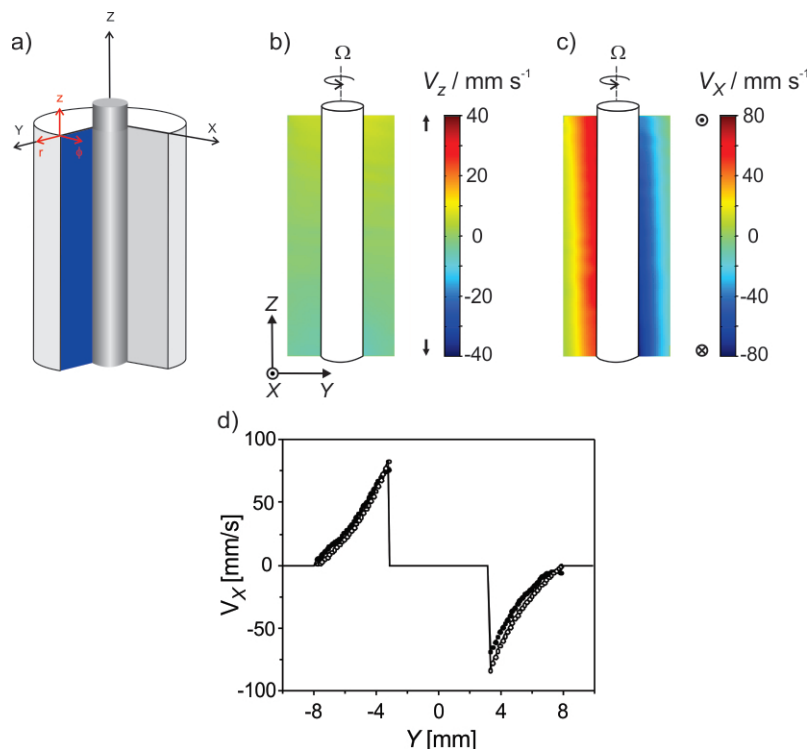 a)
Z
z
Y
r
ϕ
X
b)
Ω
V_z / mm s⁻¹
40
20
0
-20
-40
Z
X
Y
c)
Ω
V_X / mm s⁻¹
80
40
0
-40
-80
d)
100
50
0
-50
-100
V_X [mm/s]
-8 -4 0 4 8
Y [mm]